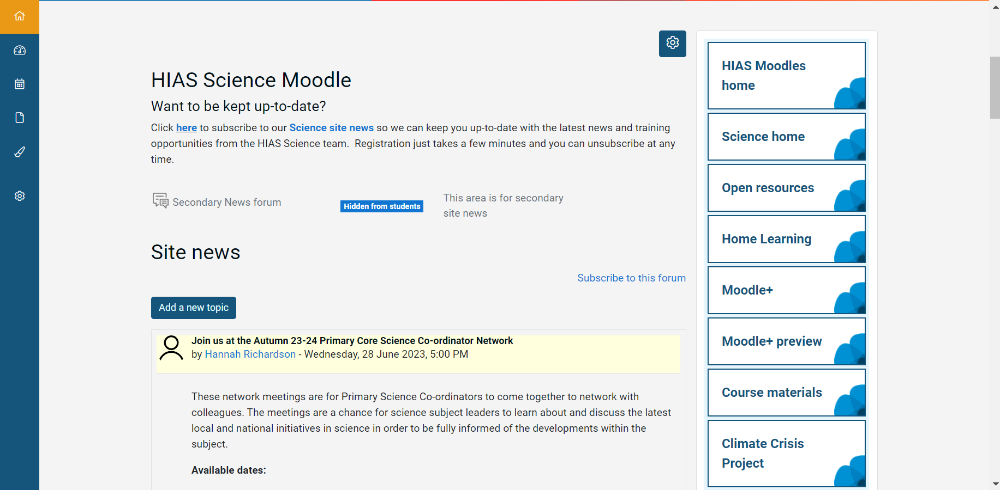 HIAS Science Moodle
Want to be kept up-to-date?
Click here to subscribe to our Science site news so we can keep you up-to-date with the latest news and training
opportunities from the HIAS Science team.  Registration just takes a few minutes and you can unsubscribe at any
time.
Secondary News forum
Hidden from students
This area is for secondary
site news
Site news
Subscribe to this forum
Add a new topic
Join us at the Autumn 23-24 Primary Core Science Co-ordinator Network
by Hannah Richardson - Wednesday, 28 June 2023, 5:00 PM
These network meetings are for Primary Science Co-ordinators to come together to network with
colleagues. The meetings are a chance for science subject leaders to learn about and discuss the latest
local and national initiatives in science in order to be fully informed of the developments within the
subject.
Available dates:
HIAS Moodles
home
Science home
Open resources
Home Learning
Moodle+
Moodle+ preview
Course materials
Climate Crisis
Project